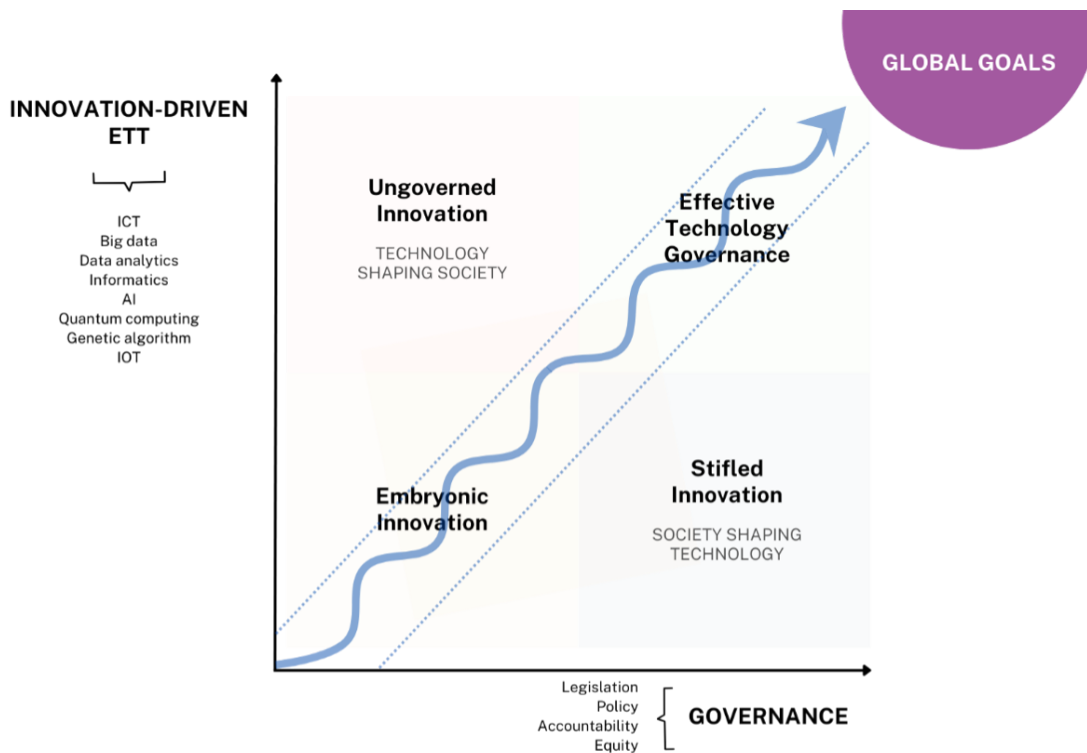 GLOBAL GOALS
INNOVATION-DRIVEN
ETT
ICT
Big data
Data analytics
Informatics
AI
Quantum computing
Genetic algorithm
IOT
Ungoverned
Innovation
TECHNOLOGY
SHAPING SOCIETY
Effective
Technology
Governance
Embryonic
Innovation
Stifled
Innovation
SOCIETY SHAPING
TECHNOLOGY
Legislation
Policy
Accountability
Equity
GOVERNANCE